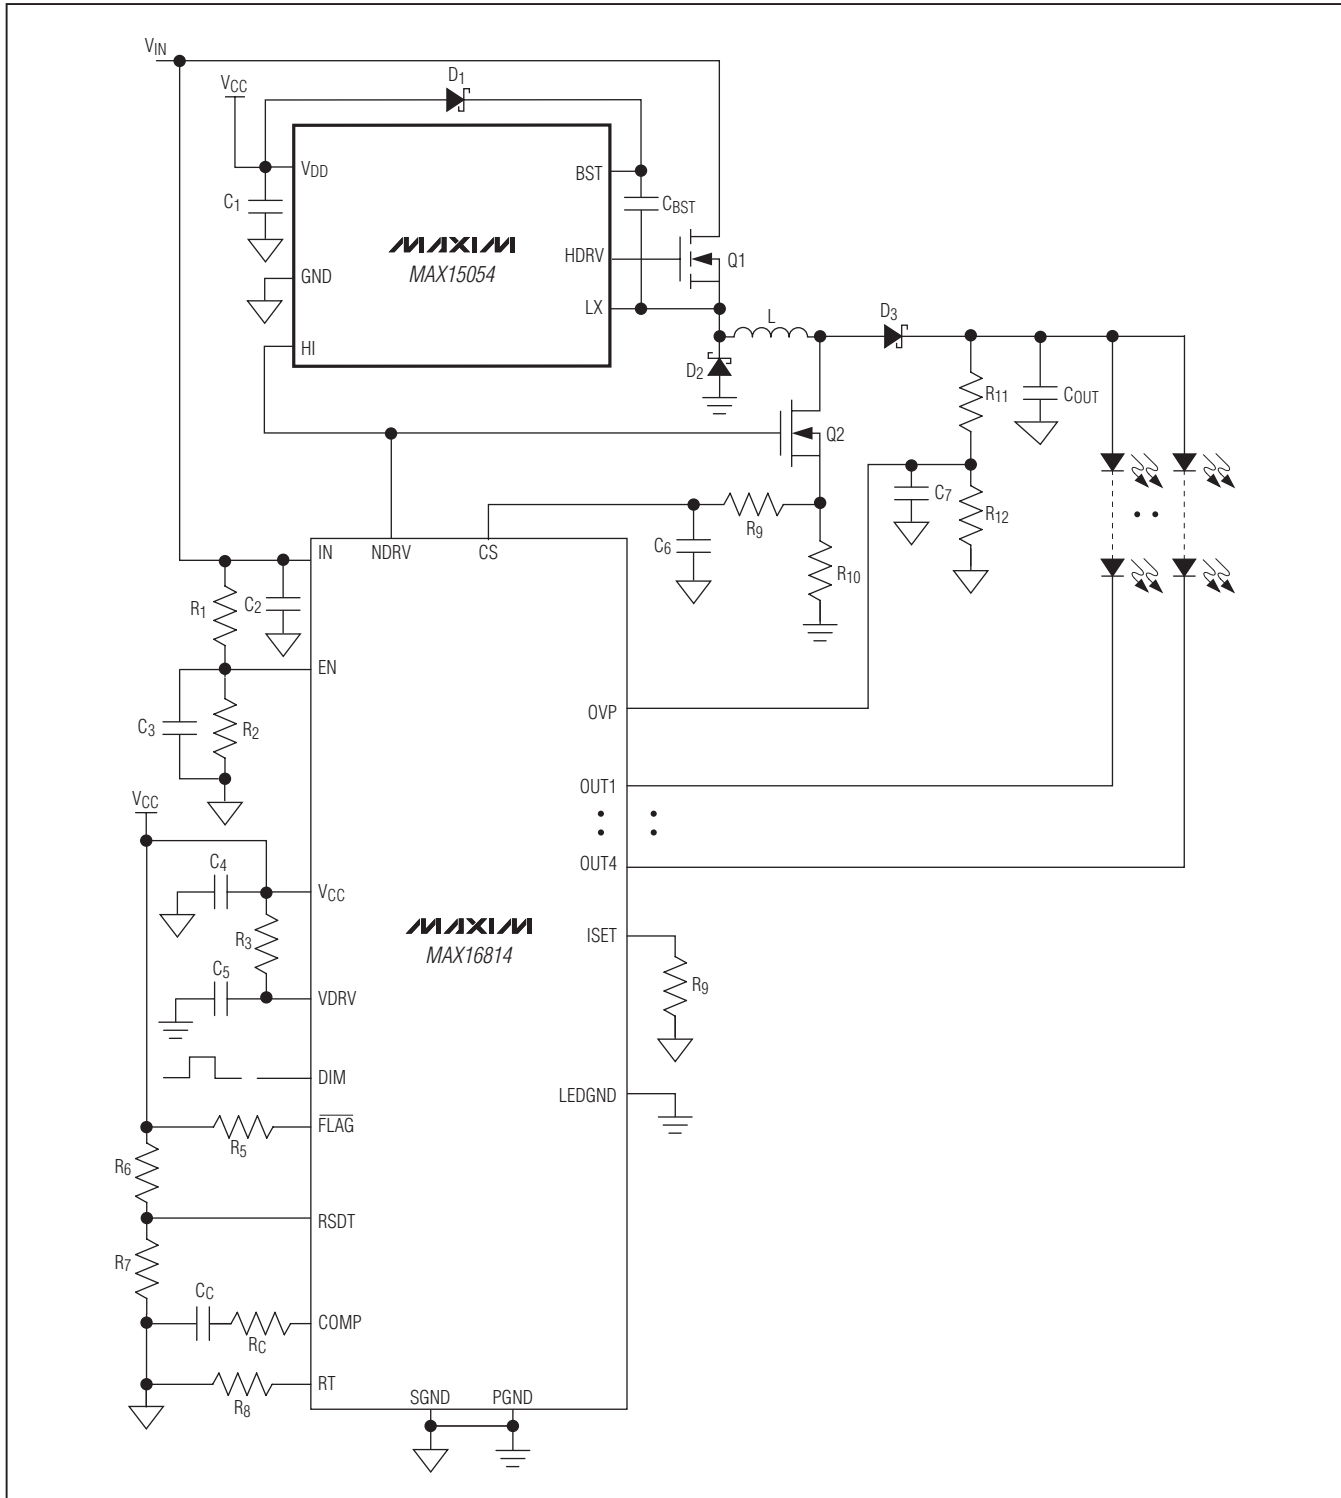 VIN
VCC
D1
VDD
BST
C1
CBST
MAXIM
MAX15054
HDRV
Q1
GND
LX
L
D3
HI
D2
R11
COUT
Q2
C7
R9
R12
C6
IN
NDRV
CS
R10
R1
C2
EN
C3
R2
OVP
OUT1
VCC
C4
OUT4
VCC
MAXIM
MAX16814
R3
ISET
C5
R9
VDRV
DIM
LEDGND
FLAG
R5
R6
RSDT
R7
CC
COMP
RC
RT
R8
SGND
PGND